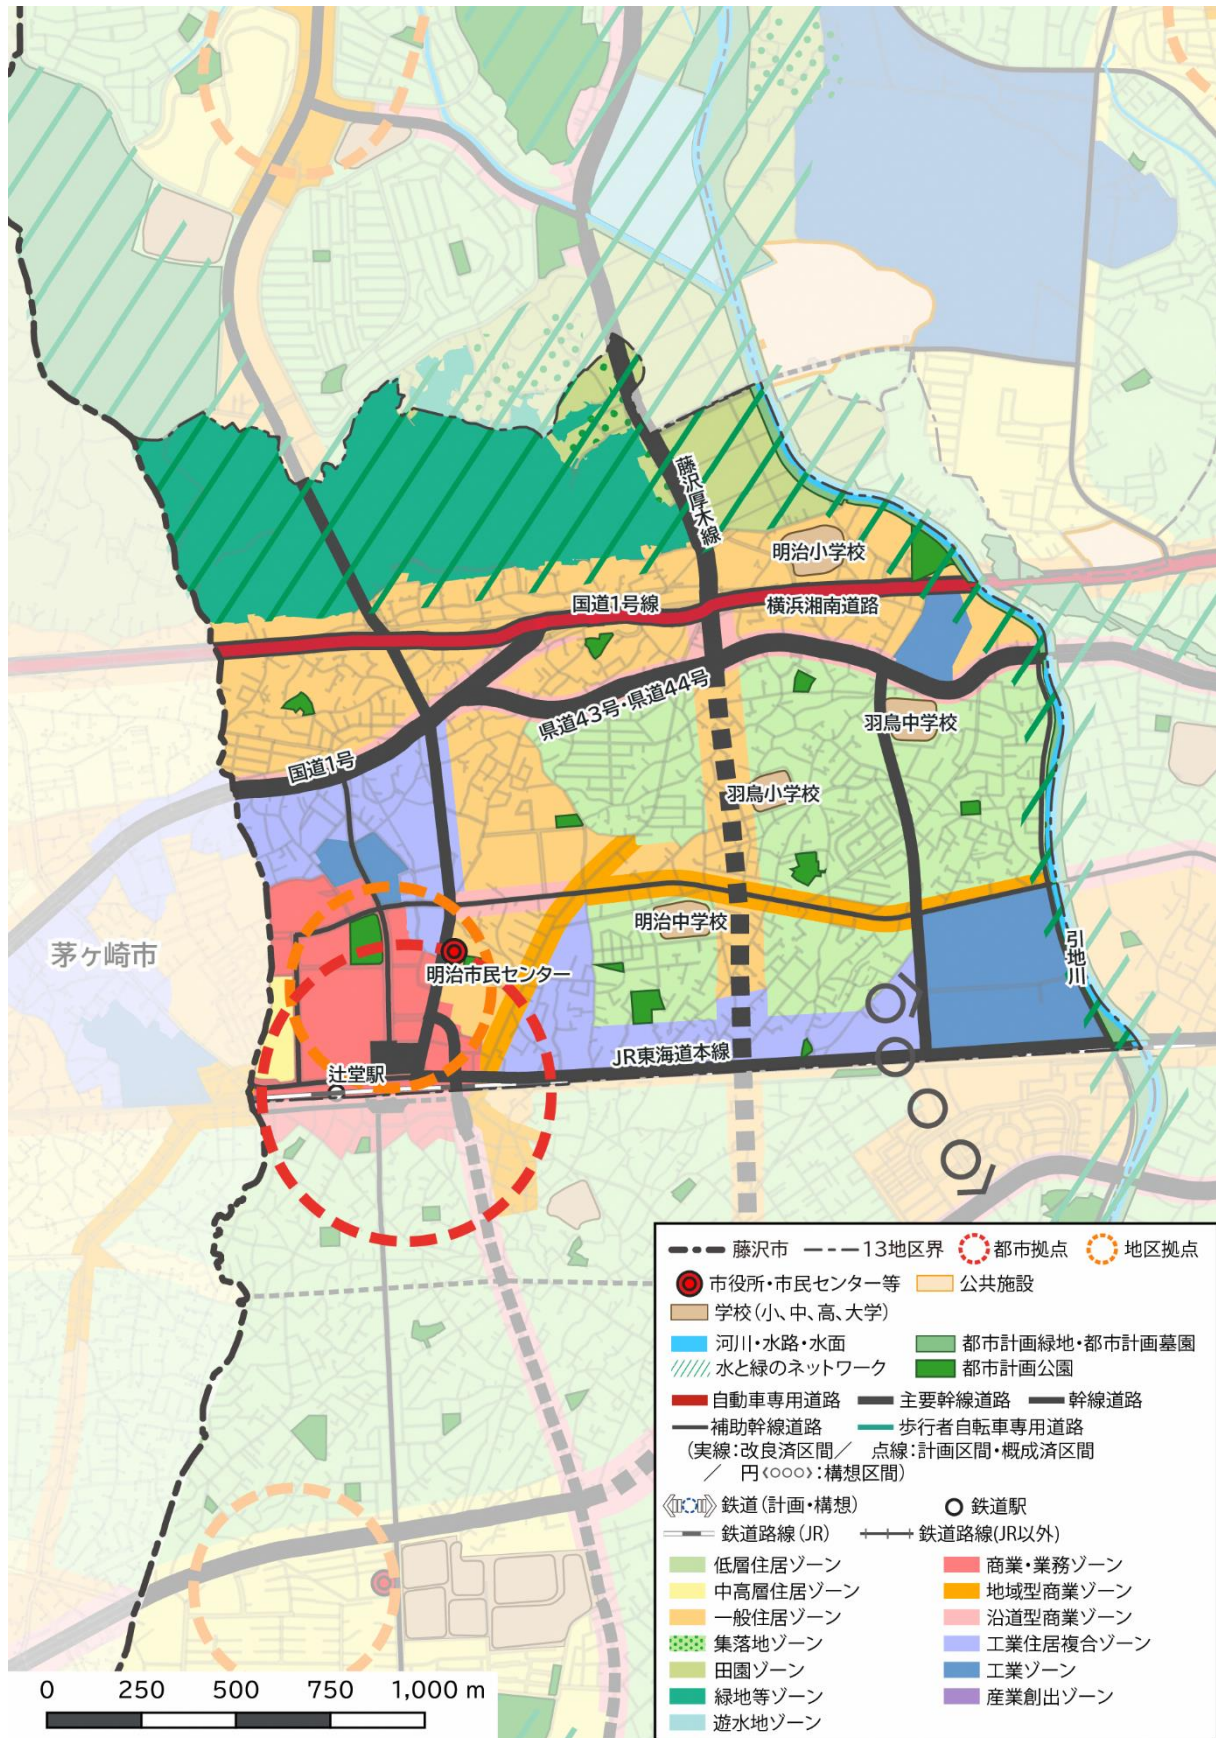 藤沢厚木線
明治小学校
国道1号線
横浜湘南道路
県道43号・県道44号
羽鳥中学校
国道1号
羽鳥小学校
明治中学校
茅ヶ崎市
引地川
明治市民センター
JR東海道本線
辻堂駅
藤沢市
13地区界
都市拠点
地区拠点
市役所・市民センター等
公共施設
学校(小、中、高、大学)
河川・水路・水面
都市計画緑地・都市計画墓園
水と緑のネットワーク
都市計画公園
自動車専用道路
主要幹線道路
幹線道路
補助幹線道路
歩行者自転車専用道路
(実線:改良済区間/ 点線:計画区間・概成済区間
/ 円《○○○》:構想区間)
鉄道(計画・構想)
鉄道駅
鉄道路線(JR)
鉄道路線(JR以外)
低層住居ゾーン
商業・業務ゾーン
中高層住居ゾーン
地域型商業ゾーン
一般住居ゾーン
沿道型商業ゾーン
集落地ゾーン
工業住居複合ゾーン
田園ゾーン
工業ゾーン
緑地等ゾーン
産業創出ゾーン
遊水地ゾーン
0 250 500 750 1,000 m